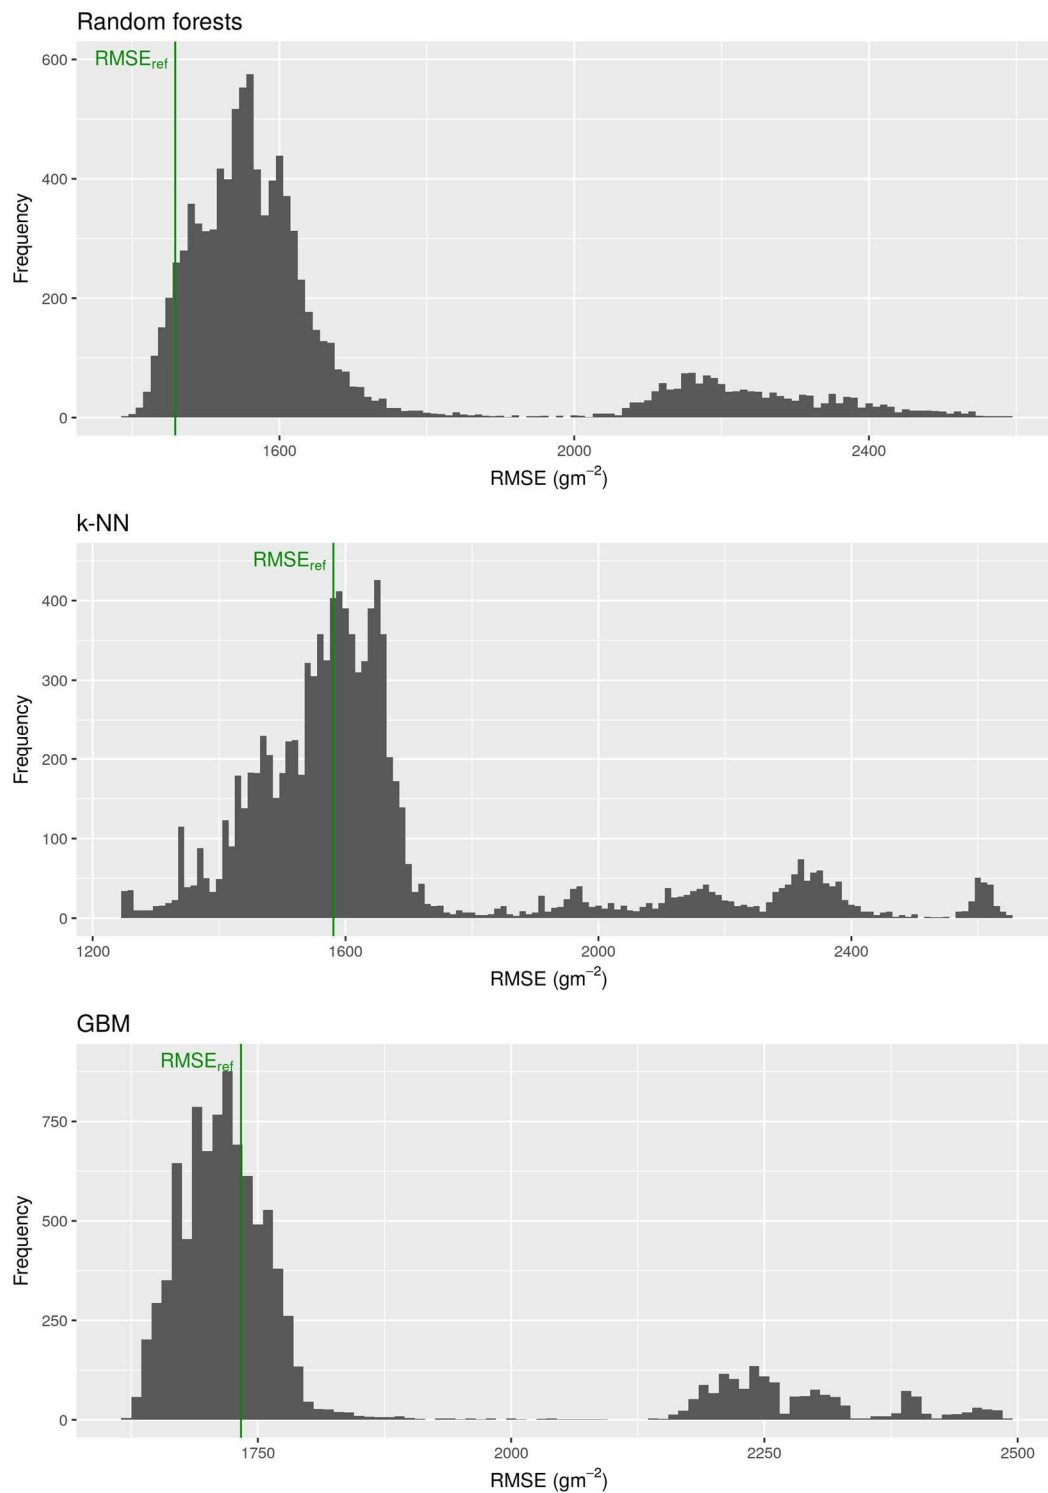 Random forests
RMSEref
600
400
200
0
Frequency
1600 2000 2400
RMSE (gm⁻²)
k-NN
RMSEref
400
300
200
100
0
Frequency
1200 1600 2000 2400
RMSE (gm⁻²)
GBM
RMSEref
750
500
250
0
Frequency
1750 2000 2250 2500
RMSE (gm⁻²)